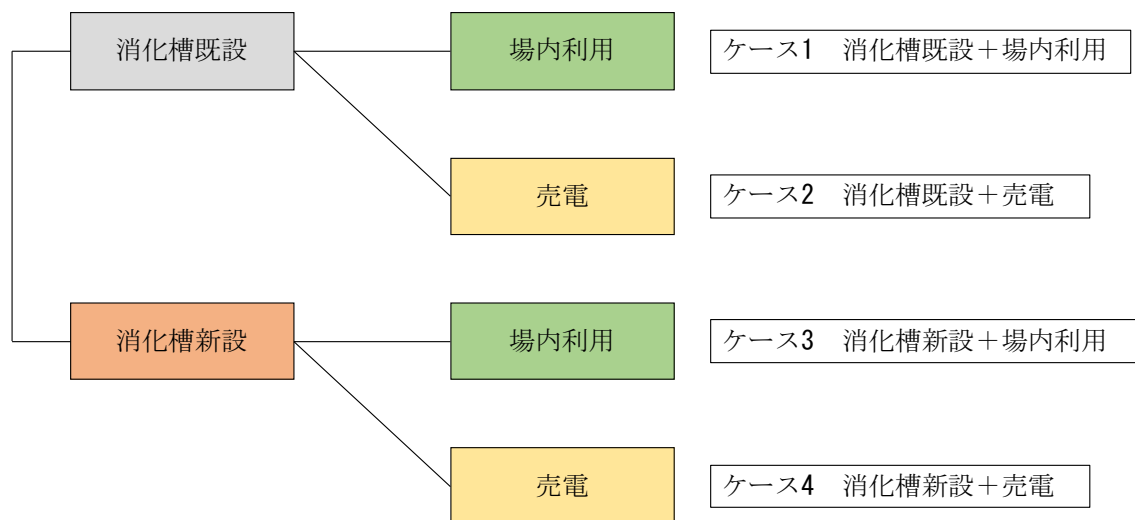 消化槽既設
場内利用
ケース1　消化槽既設＋場内利用
売電
ケース2　消化槽既設＋売電
消化槽新設
場内利用
ケース3　消化槽新設＋場内利用
売電
ケース4　消化槽新設＋売電